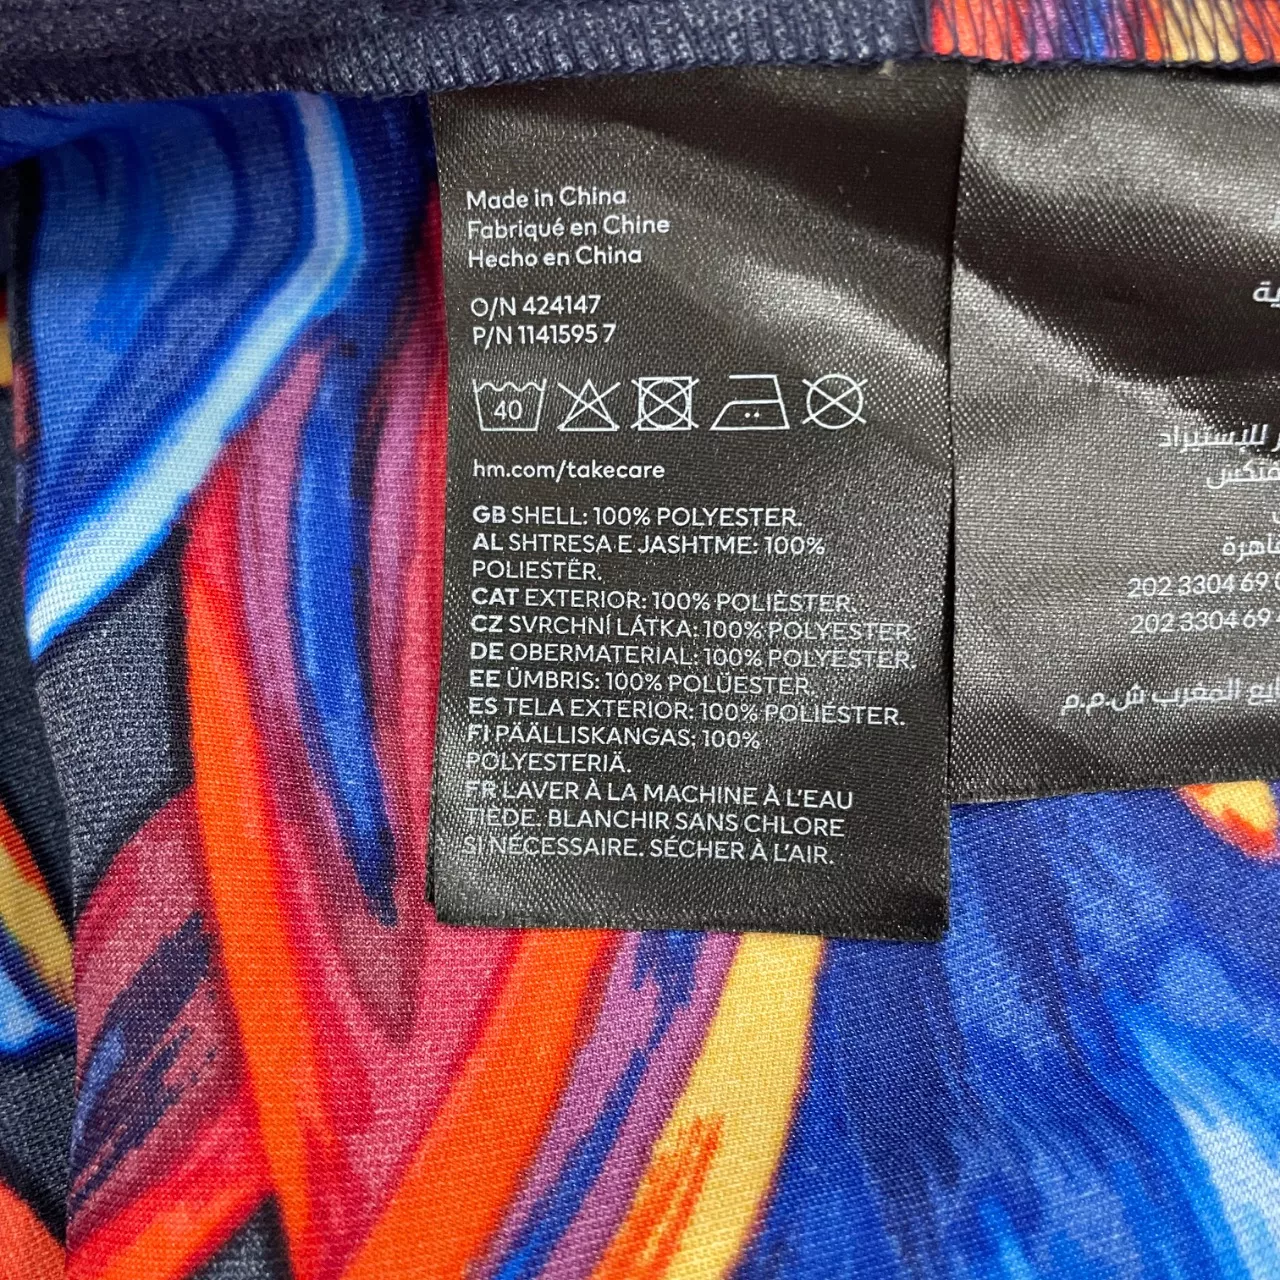 Made in China
Fabriqué en Chine
Hecho en China
O/N 424147
P/N 1141595 7
40
hm.com/takecare
GB SHELL: 100% POLYESTER.
AL SHTRESA E JASHTME: 100%
POLIESTËR.
CAT EXTERIOR: 100% POLIÈSTER.
CZ SVRCHNÍ LÁTKA: 100% POLYESTER.
DE OBERMATERIAL: 100% POLYESTER.
EE ÜMBRIS: 100% POLÜESTER.
ES TELA EXTERIOR: 100% POLIÉSTER.
FI PÄÄLLISKANGAS: 100%
POLYESTERIÄ.
FR LAVER À LA MACHINE À L'EAU
TIEDE. BLANCHIR SANS CHLORE
SI NÉCESSAIRE. SÉCHER À L'AIR.
للإستيراد
202 3304 69
202 3304 69
المغرب ش.م.م